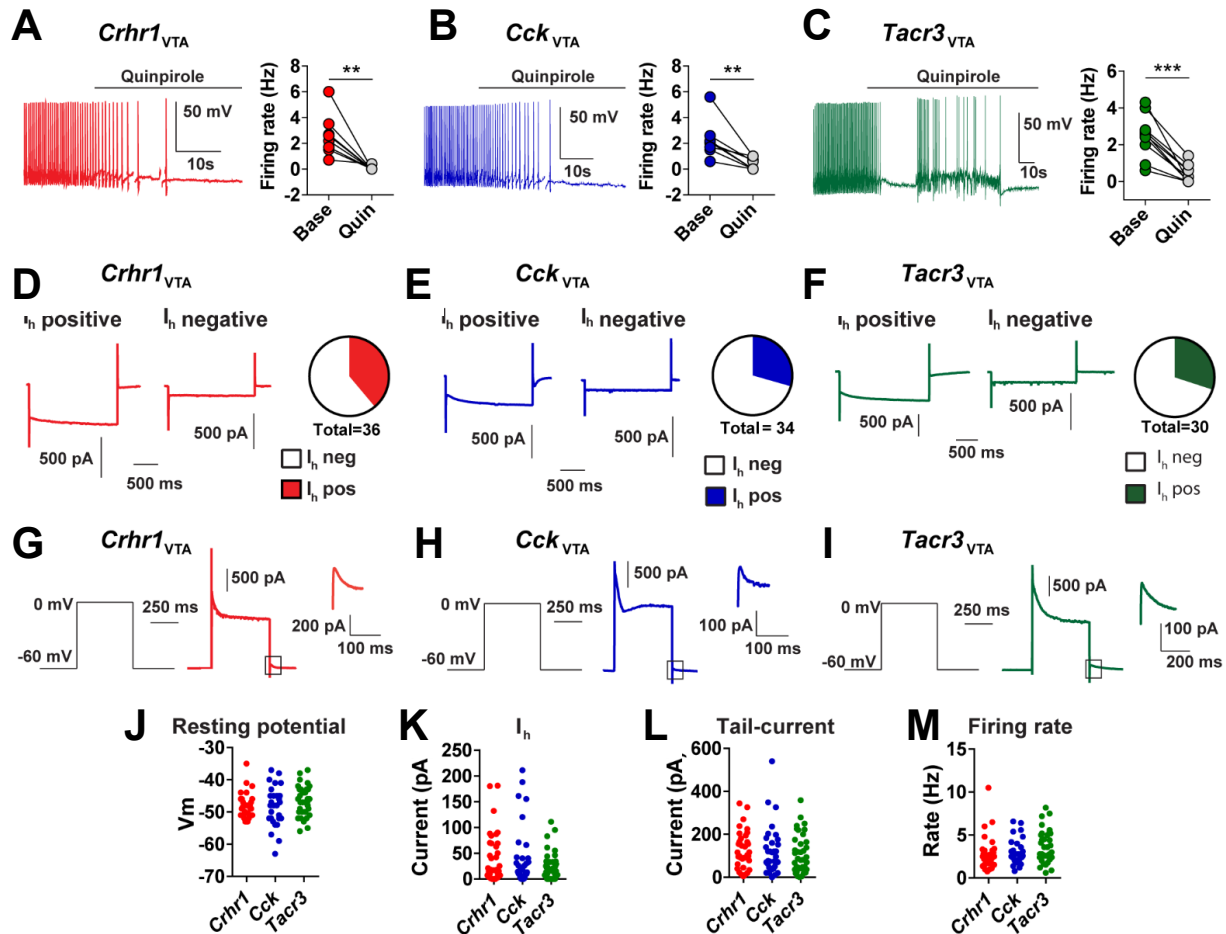 A
Crhr1VTA
Quinpirole
50 mV
10s
Firing rate (Hz)
8
6
4
2
0
-2
**
Base
Quin
B
CckVTA
Quinpirole
50 mV
10s
Firing rate (Hz)
8
6
4
2
0
-2
**
Base
Quin
C
Tacr3VTA
Quinpirole
50 mV
10s
Firing rate (Hz)
6
4
2
0
***
Base
Quin
D
Crhr1VTA
Ih positive
Ih negative
500 pA
500 pA
500 ms
Total=36
Ih neg
Ih pos
E
CckVTA
Ih positive
Ih negative
500 pA
500 pA
500 ms
Total= 34
Ih neg
Ih pos
F
Tacr3VTA
Ih positive
Ih negative
500 pA
500 pA
500 ms
Total=30
Ih neg
Ih pos
G
Crhr1VTA
0 mV
-60 mV
250 ms
500 pA
200 pA
100 ms
H
CckVTA
0 mV
-60 mV
250 ms
500 pA
100 pA
100 ms
I
Tacr3VTA
0 mV
-60 mV
250 ms
500 pA
100 pA
200 ms
J
Resting potential
Vm
-30
-40
-50
-60
-70
Crhr1
Cck
Tacr3
K
Ih
Current (pA
250
200
150
100
50
0
Crhr1
Cck
Tacr3
L
Tail-current
Current (pA,
600
400
200
0
Crhr1
Cck
Tacr3
M
Firing rate
Rate (Hz)
15
10
5
0
Crhr1
Cck
Tacr3